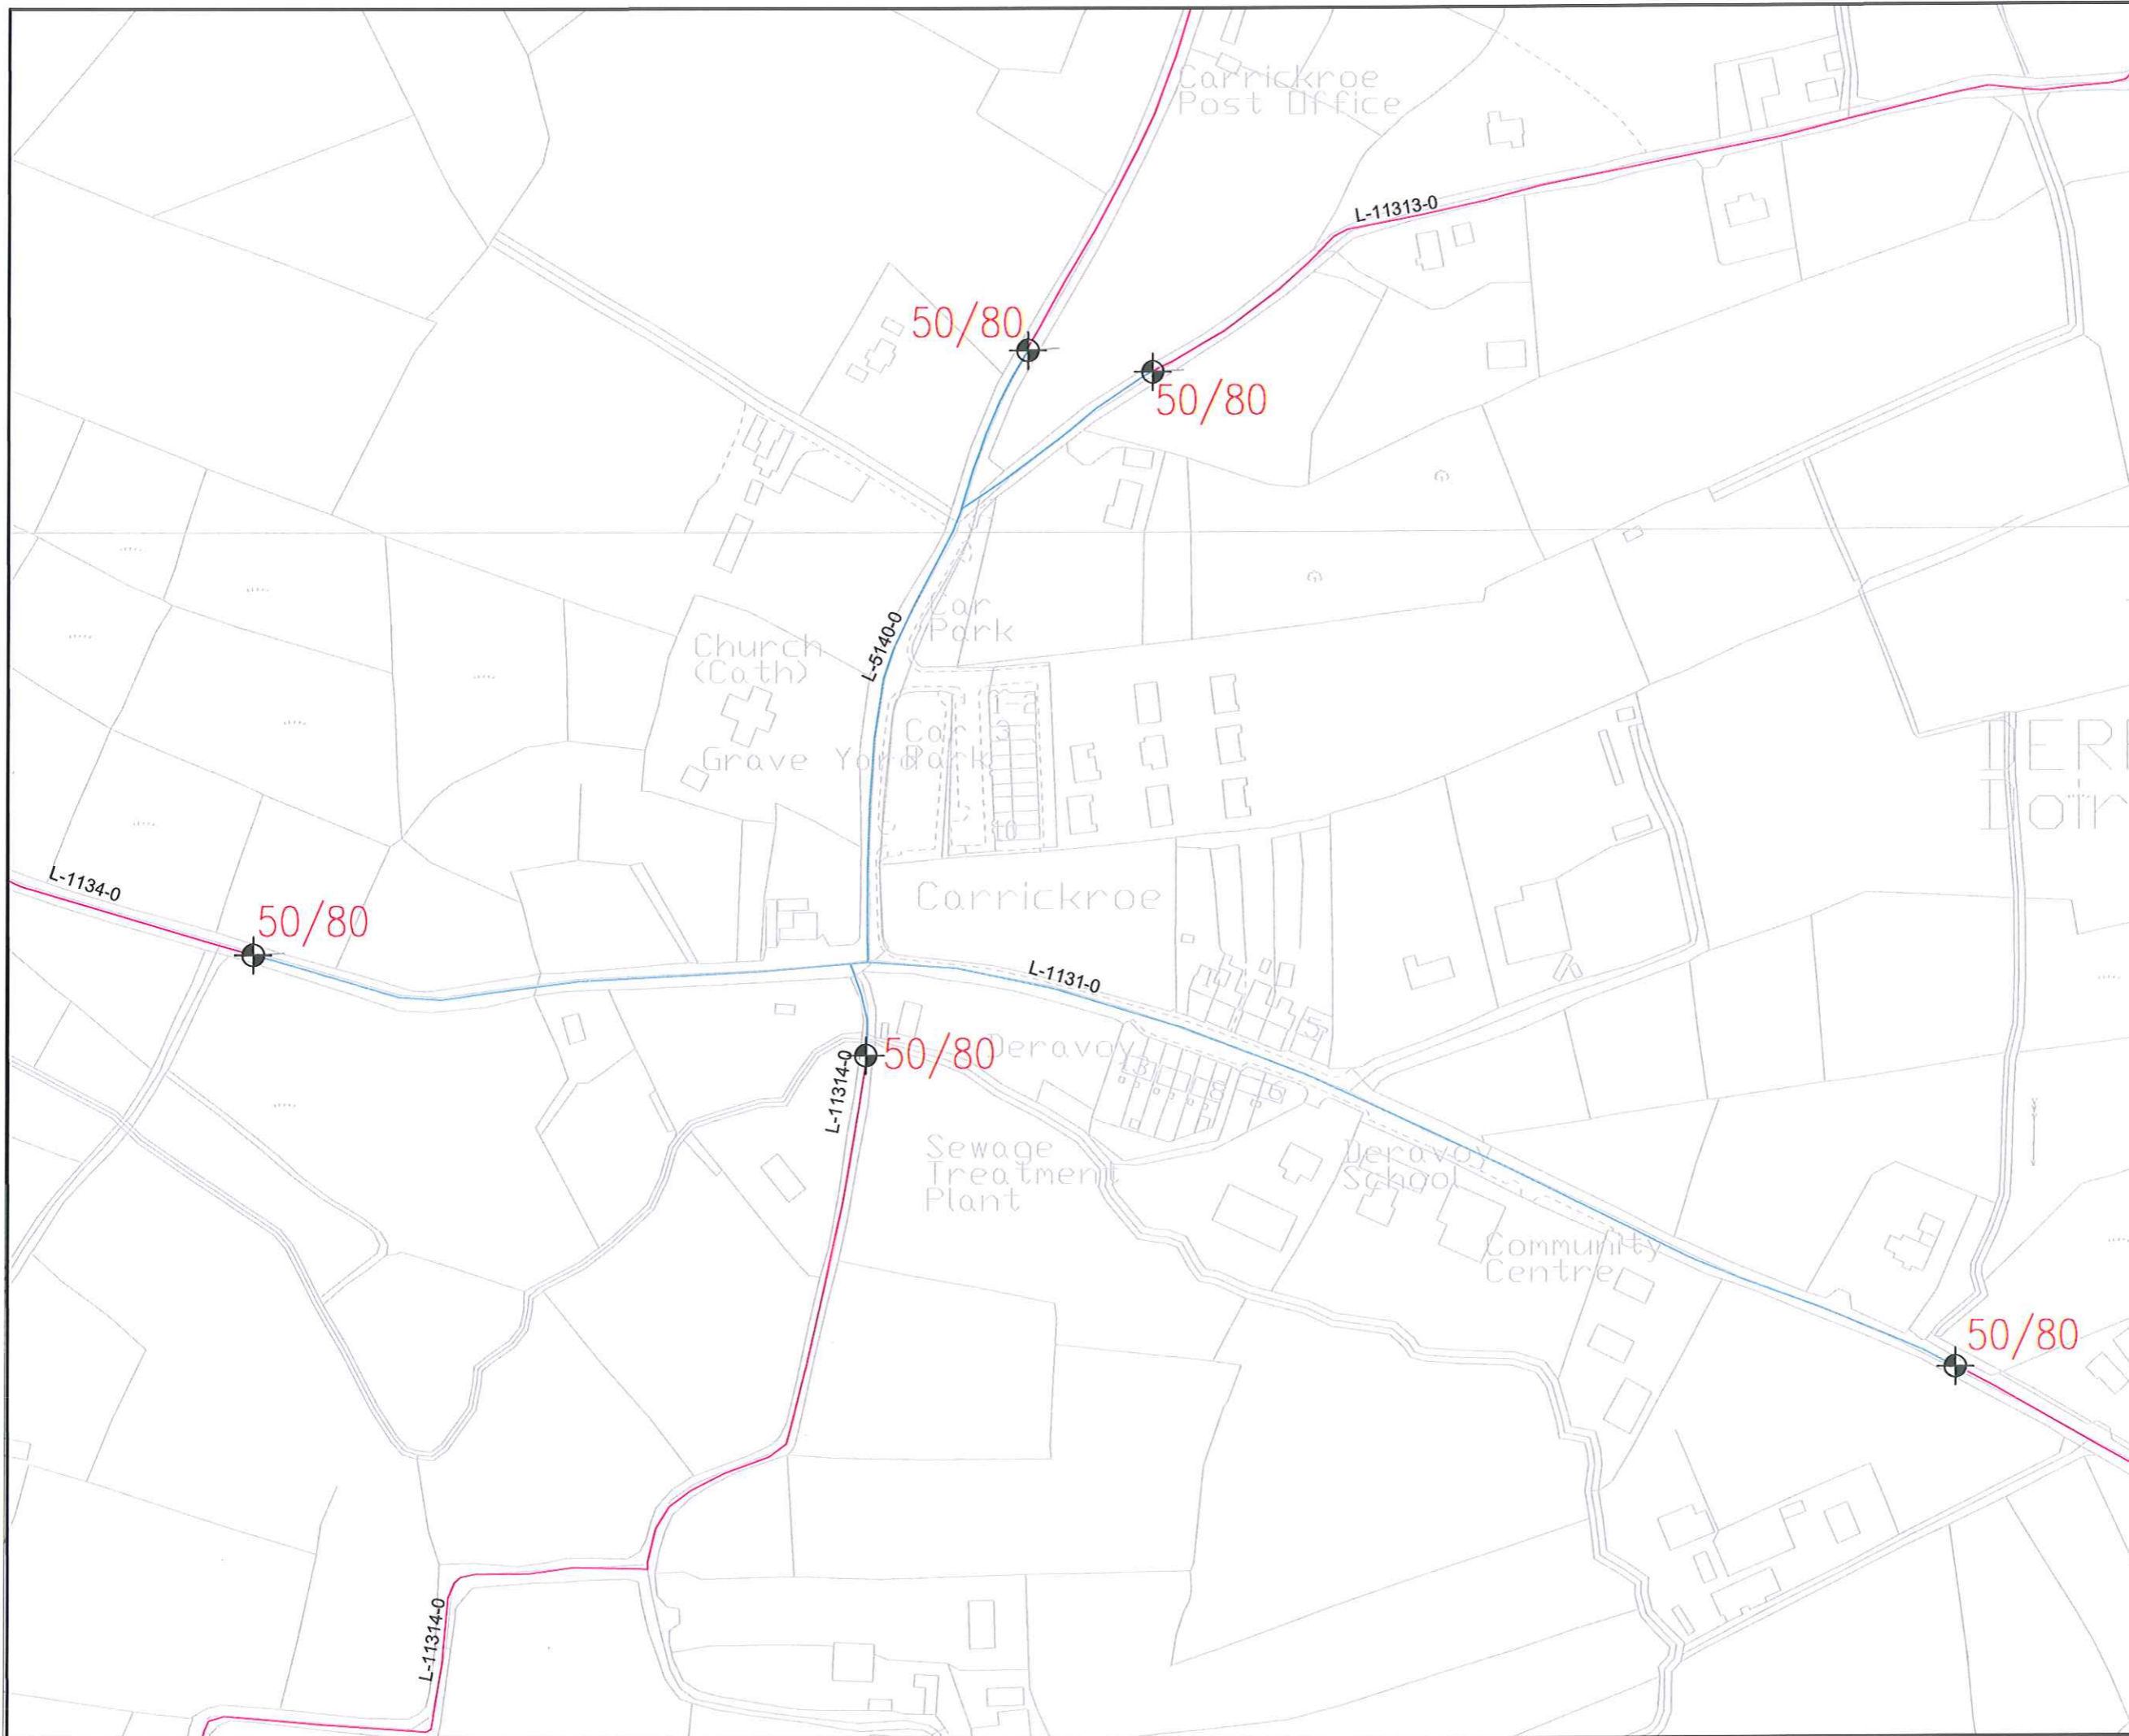 Carrickroe
Post Office
L-11313-0
50/80
50/80
Car
Park
L-5140-0
Church
(Cath)
1-2
Car
3
Grave Yard
Park
10
L-1134-0
50/80
Carrickroe
L-1131-0
1
5
50/80
Deravoy
13
8
6
L-11314-0
Sewage
Treatment
Plant
Deravoy
School
Community
Centre
50/80
L-11314-0